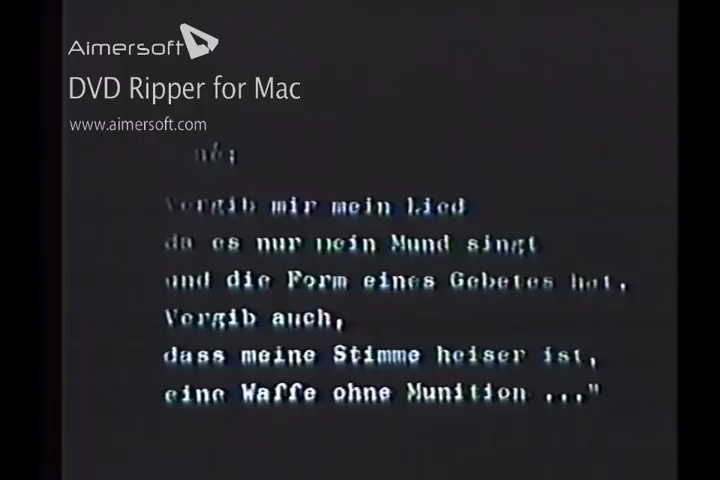 Aimersoft
DVD Ripper for Mac
www.aimersoft.com
Vergib mir mein Lied
da es nur mein Mund singt
und die Form eines Gebetes hat.
Vergib auch,
dass meine Stimme heiser ist,
eine Waffe ohne Munition ..."